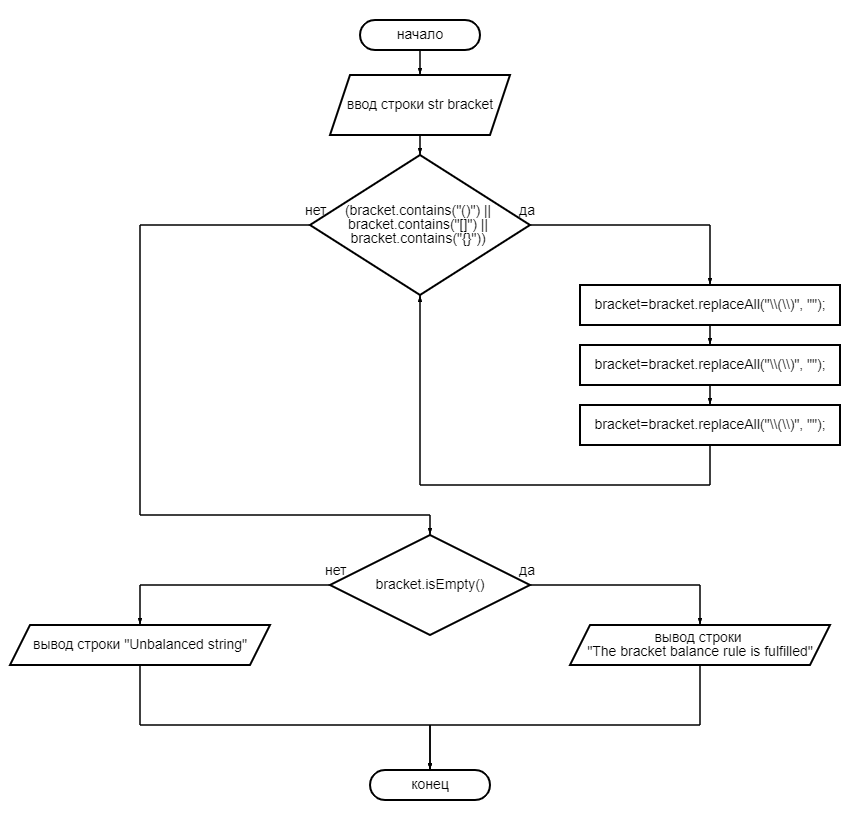 начало
ввод строки str bracket
нет
(bracket.contains("()") ||
bracket.contains("[]") ||
bracket.contains("{}"))
да
bracket=bracket.replaceAll("\\(\\)", "");
bracket=bracket.replaceAll("\\(\\)", "");
bracket=bracket.replaceAll("\\(\\)", "");
нет
bracket.isEmpty()
да
вывод строки "Unbalanced string"
вывод строки
"The bracket balance rule is fulfilled"
конец